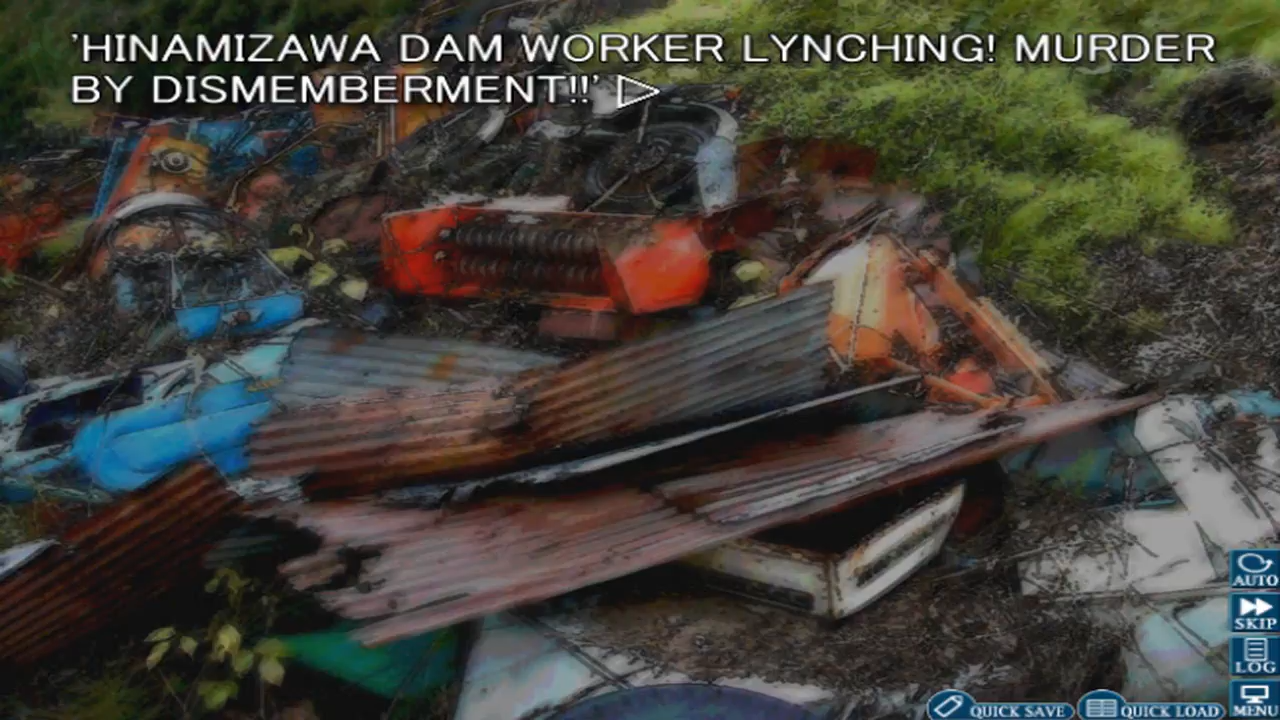 'HINAMIZAWA DAM WORKER LYNCHING! MURDER
BY DISMEMBERMENT!!'
AUTO
SKIP
LOG
MENU
QUICK SAVE
QUICK LOAD